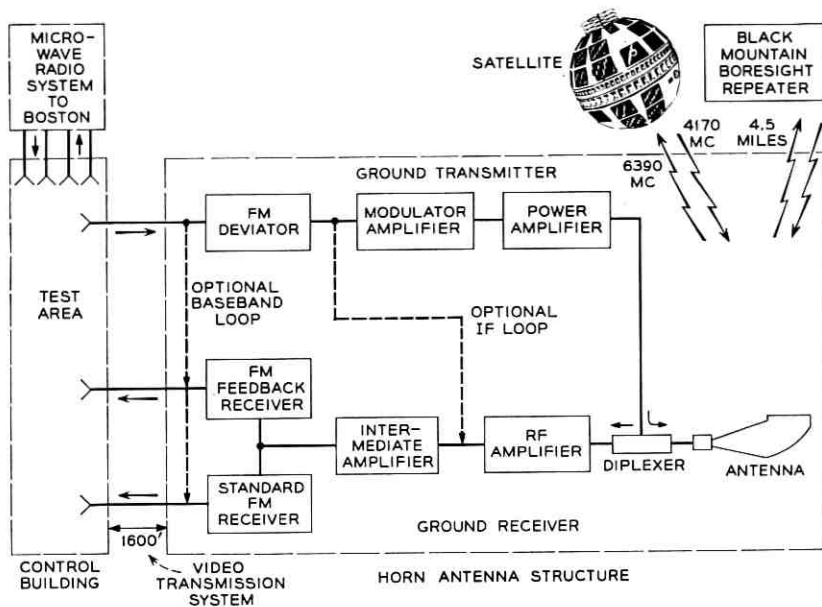 MICRO-
WAVE
RADIO
SYSTEM
TO
BOSTON
SATELLITE
BLACK
MOUNTAIN
BORESIGHT
REPEATER
4170
MC
4.5
MILES
6390
MC
GROUND TRANSMITTER
FM
DEVIATOR
MODULATOR
AMPLIFIER
POWER
AMPLIFIER
TEST
AREA
OPTIONAL
BASEBAND
LOOP
OPTIONAL
IF LOOP
FM
FEEDBACK
RECEIVER
INTER-
MEDIATE
AMPLIFIER
RF
AMPLIFIER
DIPLEXER
ANTENNA
STANDARD
FM
RECEIVER
GROUND RECEIVER
1600'
CONTROL
BUILDING
VIDEO
TRANSMISSION
SYSTEM
HORN ANTENNA STRUCTURE